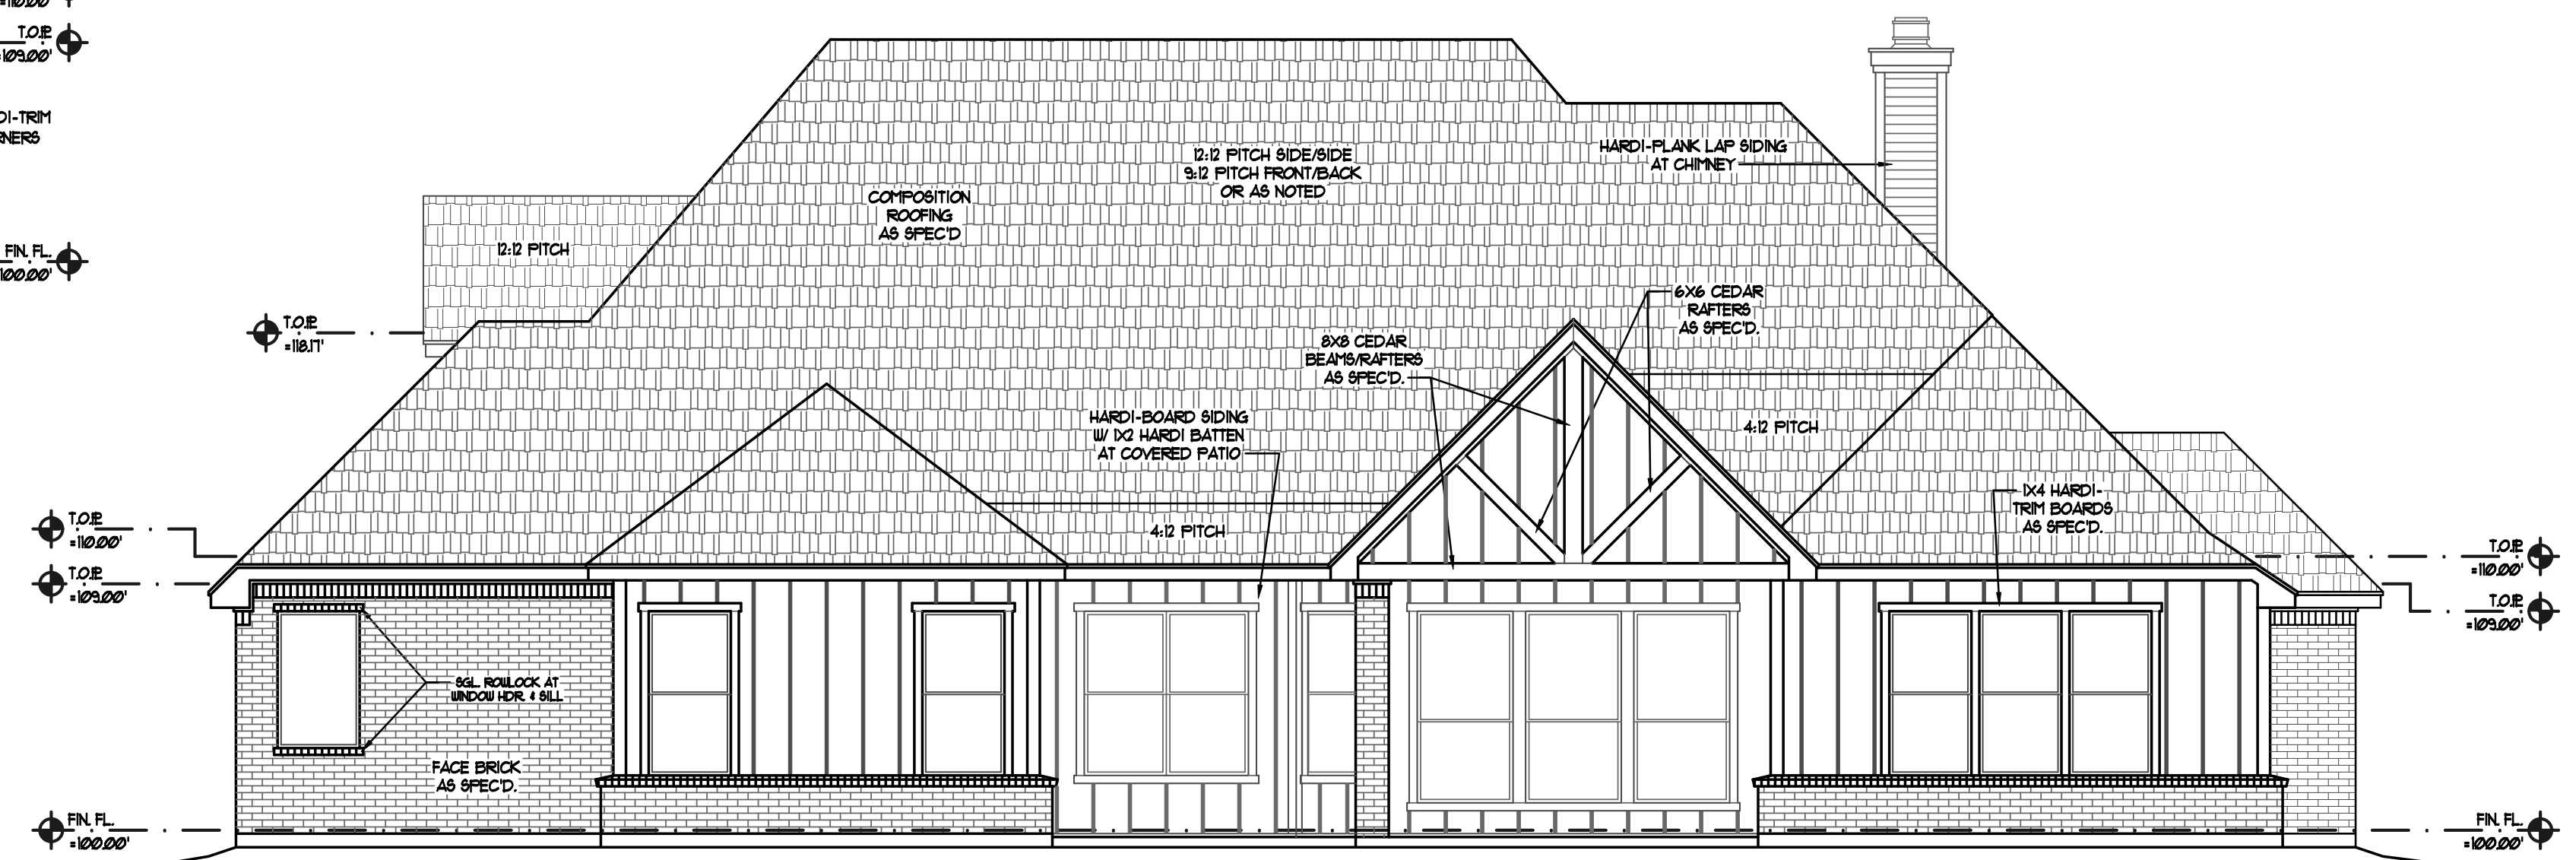 =110.00'
T.O.P.
=109.00'
DI-TRIM
NERS
FIN. FL.
100.00'
T.O.P.
=118.17'
12:12 PITCH
COMPOSITION
ROOFING
AS SPEC'D
12:12 PITCH SIDE/SIDE
9:12 PITCH FRONT/BACK
OR AS NOTED
HARDI-PLANK LAP SIDING
AT CHIMNEY
6X6 CEDAR
RAFTERS
AS SPEC'D.
8X8 CEDAR
BEAMS/RAFTERS
AS SPEC'D.
HARDI-BOARD SIDING
W/ 1X2 HARDI BATTEN
AT COVERED PATIO
4:12 PITCH
4:12 PITCH
1X4 HARDI-
TRIM BOARDS
AS SPEC'D.
T.O.P.
=110.00'
T.O.P.
=109.00'
T.O.P.
=110.00'
T.O.P.
=109.00'
SGL. ROWLOCK AT
WINDOW HDR. & SILL
FACE BRICK
AS SPEC'D.
FIN. FL.
=100.00'
FIN. FL.
=100.00'